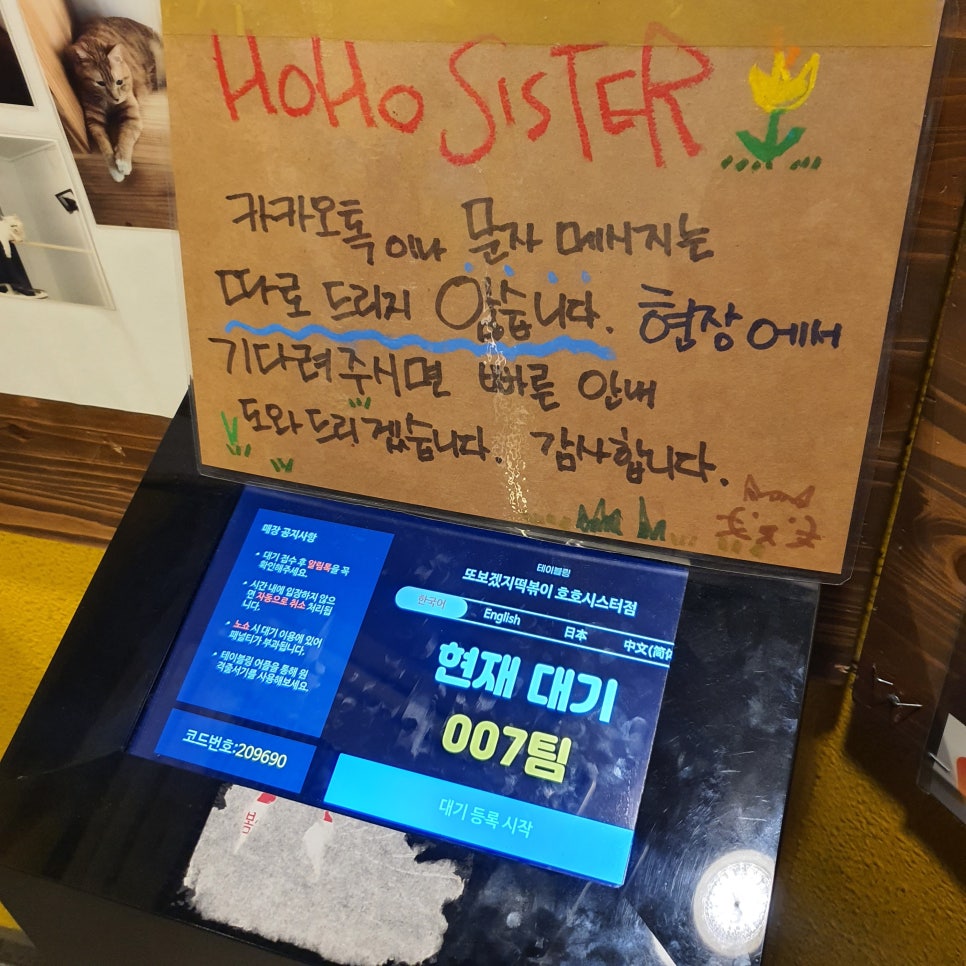 HOHO SISTER
카카오톡 이나 문자 메시지는
따로 드리지 않습니다. 현장에서
기다려주시면 빠른 안내
도와드리겠습니다. 감사합니다.
매장 공지사항
• 대기 접수 후 알림톡을 꼭
확인해주세요.
• 시간 내에 입장하지 않으
면 자동으로 취소 처리됩
니다.
• 노쇼 시 대기 이용에 있어
패널티가 부과됩니다.
• 테이블링 어플을 통해 원
격줄서기를 사용해보세요.
코드번호:209690
테이블링
또보겠지떡볶이 호호시스터점
한국어 English 日本 中文(简体
현재 대기
007팀
대기 등록 시작